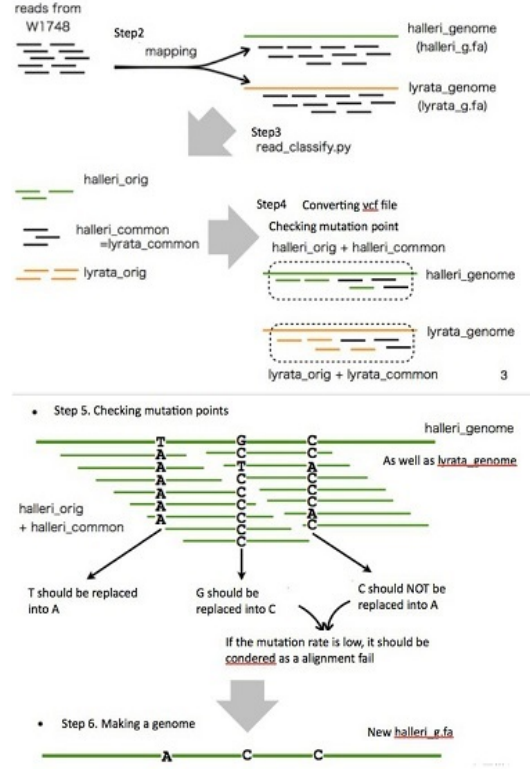 reads from
W1748
Step2
mapping
halleri_genome
(halleri_g.fa)
lyrata_genome
(lyrata_g.fa)
Step3
read_classify.py
halleri_orig
halleri_common
=lyrata_common
lyrata_orig
Step4 Converting vcf file
Checking mutation point
halleri_orig + halleri_common
halleri_genome
lyrata_genome
lyrata_orig + lyrata_common
3
• Step 5. Checking mutation points
halleri_genome
As well as lyrata_genome
T
A
A
A
A
A
A
G
C
T
C
C
C
C
C
C
C
C
A
C
C
C
A
C
halleri_orig
+ halleri_common
T should be replaced
into A
G should be
replaced into C
C should NOT be
replaced into A
If the mutation rate is low, it should be
condered as a alignment fail
• Step 6. Making a genome
New halleri_g.fa
A C C